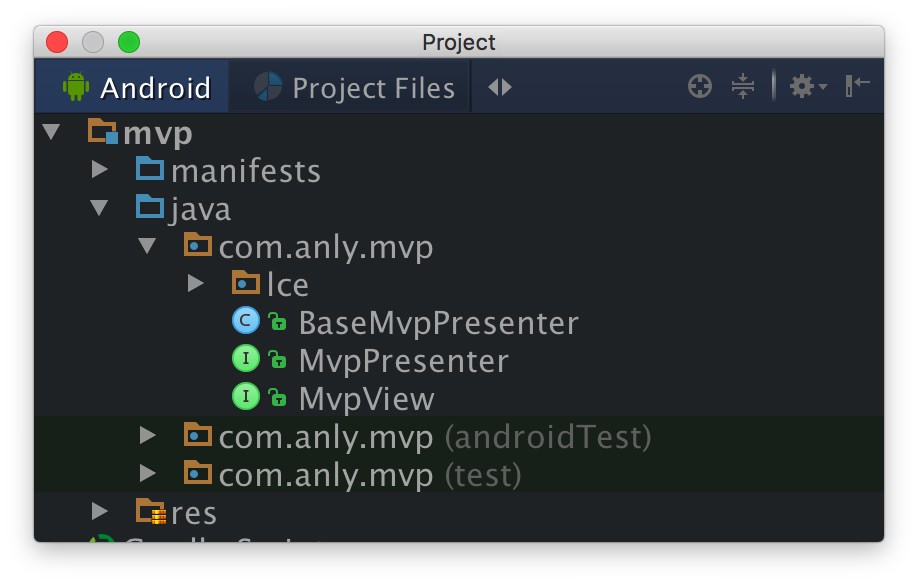 Project
Android Project Files
mvp
manifests
java
com.anly.mvp
lce
C BaseMvpPresenter
I MvpPresenter
I MvpView
com.anly.mvp (androidTest)
com.anly.mvp (test)
res